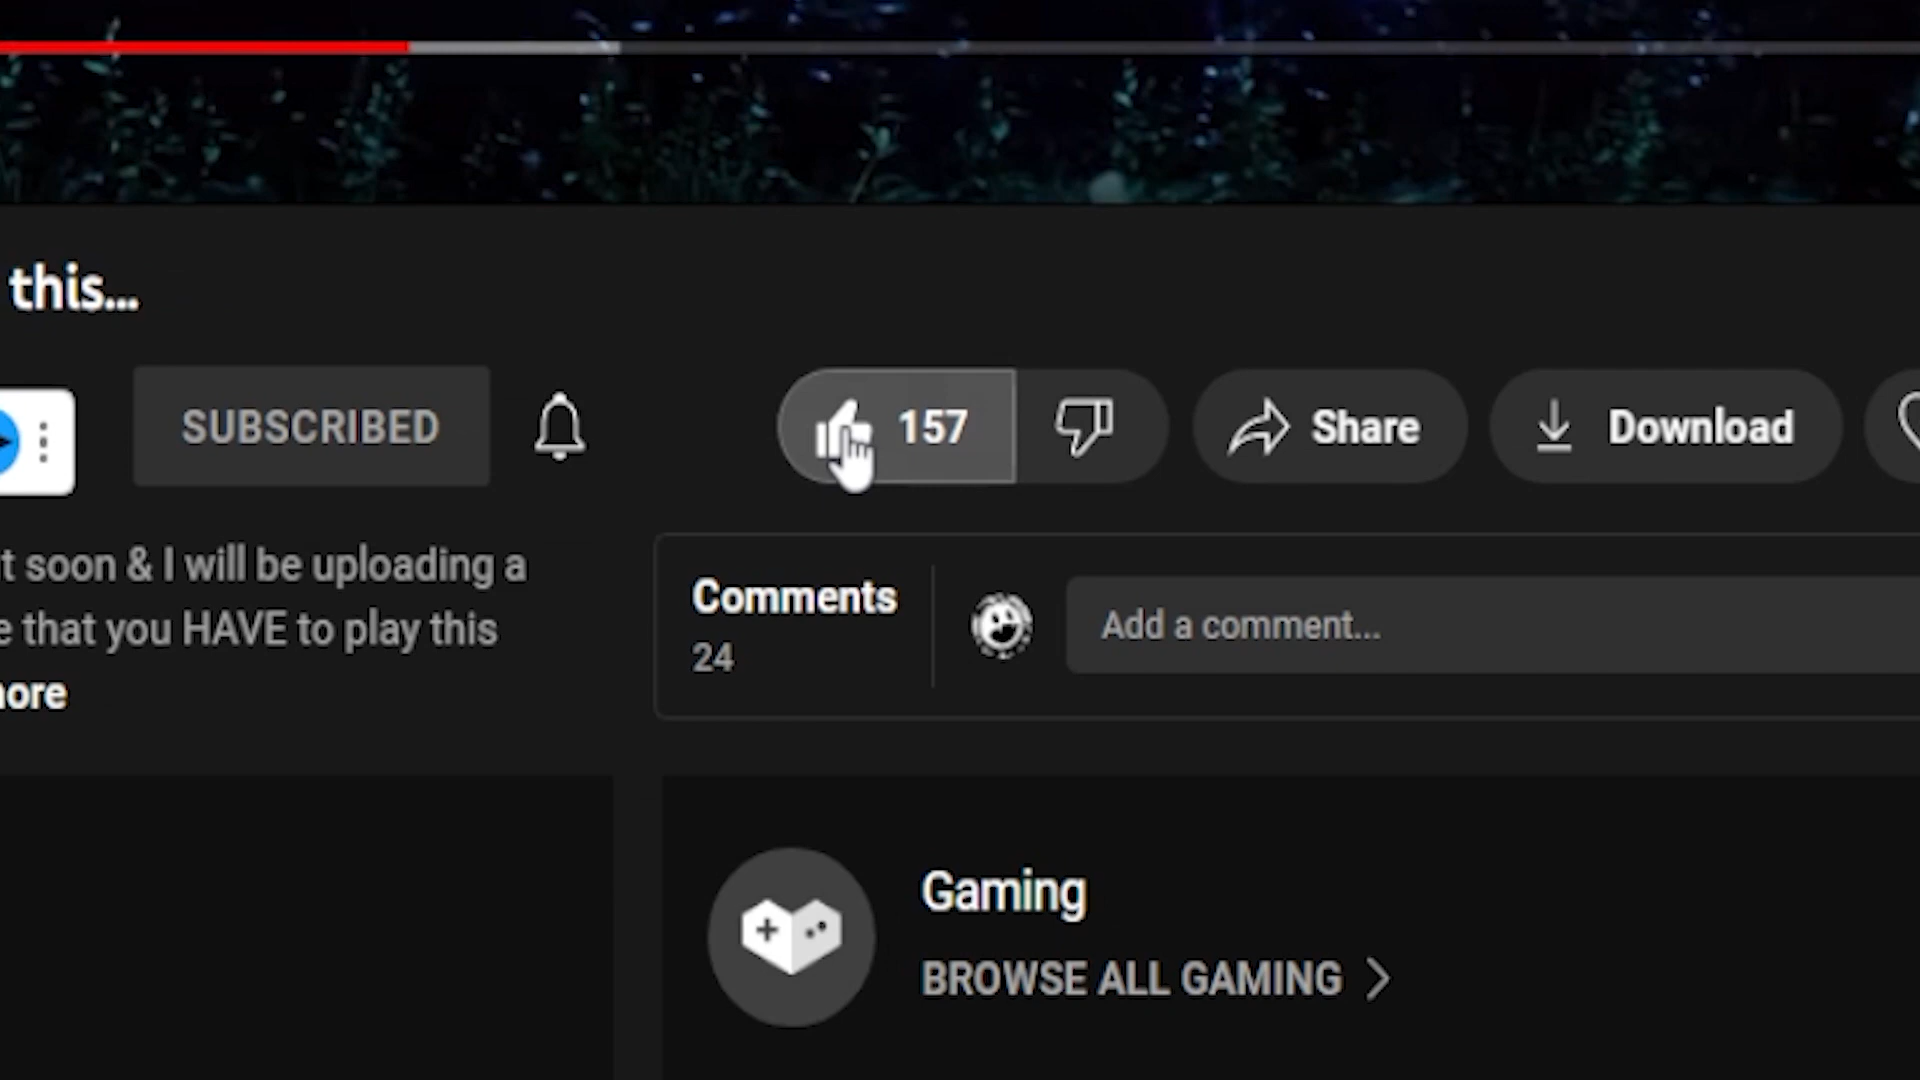 this...
SUBSCRIBED
157
Share
Download
t soon & I will be uploading a
e that you HAVE to play this
ore
Comments
24
Add a comment...
Gaming
BROWSE ALL GAMING